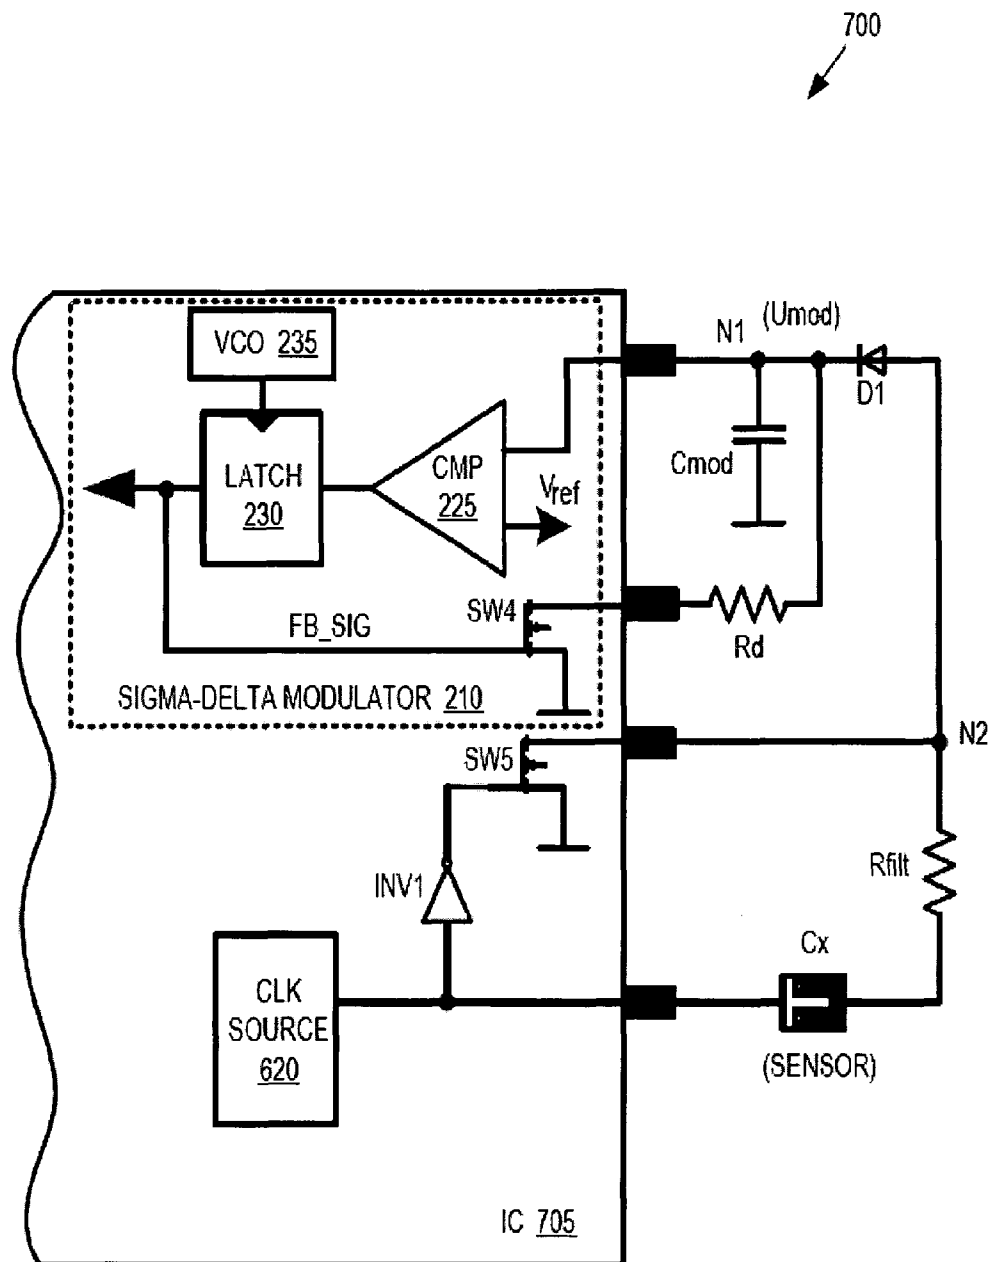 700
VCO 235
N1
(Umod)
D1
LATCH
230
CMP
225
Vref
Cmod
SW4
FB_SIG
Rd
SIGMA-DELTA MODULATOR 210
SW5
N2
INV1
Rfilt
CLK
SOURCE
620
Cx
(SENSOR)
IC 705